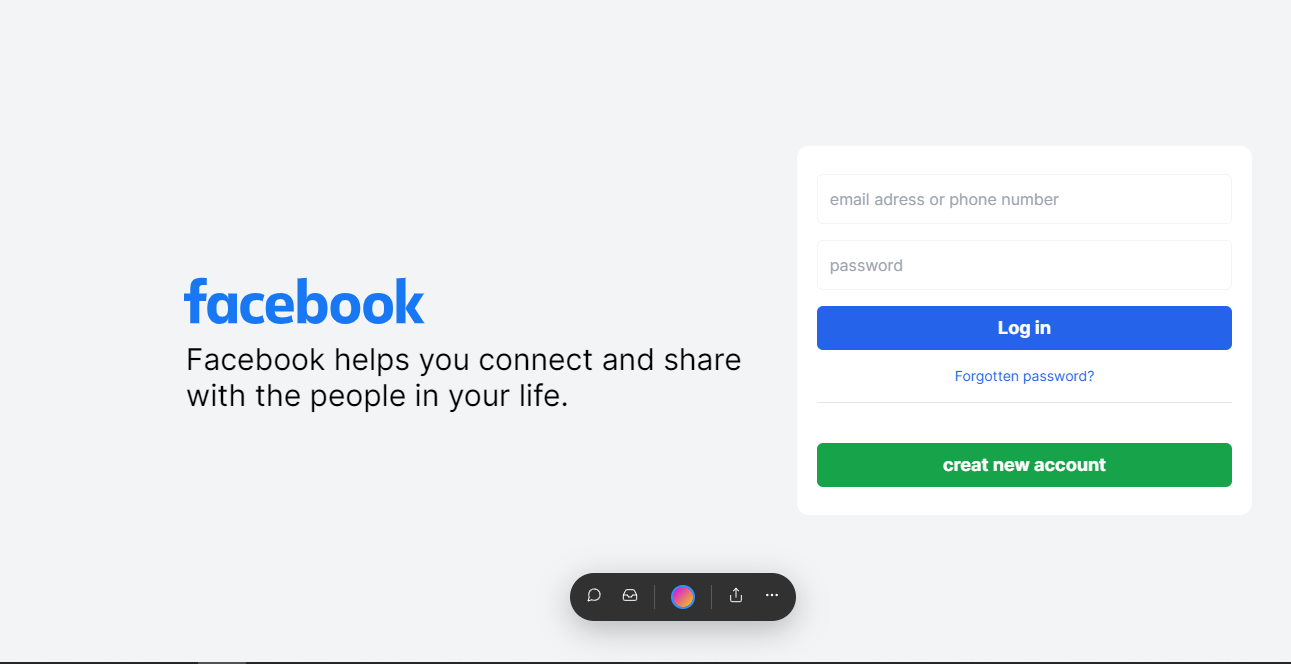 facebook
Facebook helps you connect and share
with the people in your life.
email adress or phone number
password
Log in
Forgotten password?
creat new account